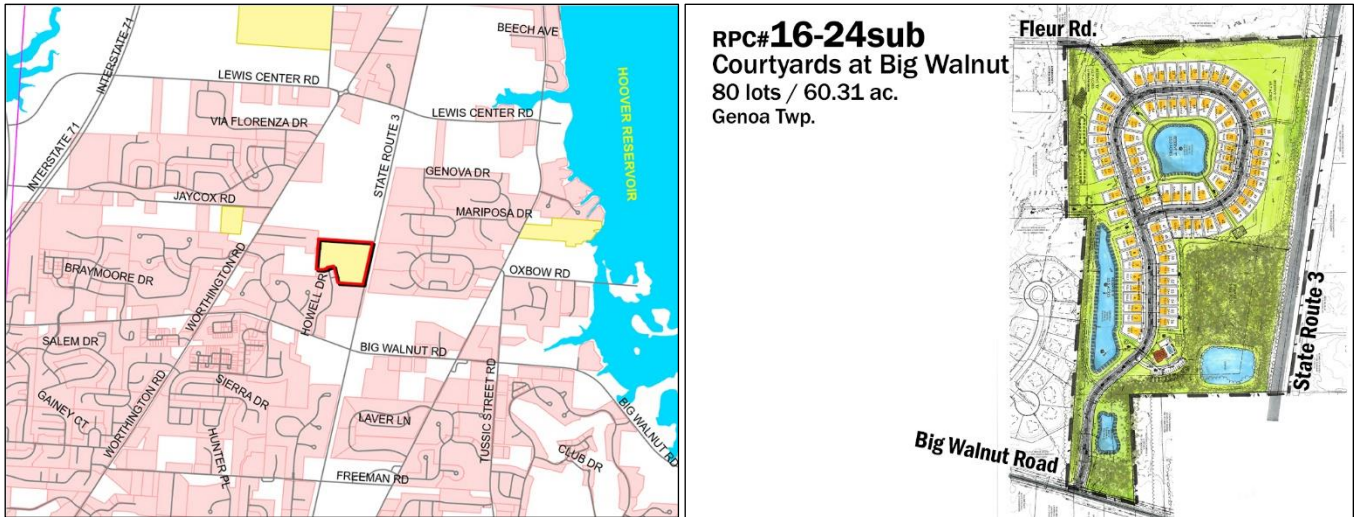 BEECH AVE
INTERSTATE 71
LEWIS CENTER RD
HOOVER RESERVOIR
VIA FLORENZA DR
LEWIS CENTER RD
INTERSTATE 71
STATE ROUTE 3
GENOVA DR
JAYCOX RD
MARIPOSA DR
WORTHINGTON RD
BRAYMOORE DR
OXBOW RD
HOWELL DR
SALEM DR
BIG WALNUT RD
SIERRA DR
GAINEY CT
WORTHINGTON RD
HUNTER PL
LAVER LN
TUSSIC STREET RD
BIG WALNUT RD
CLUB DR
FREEMAN RD
RPC#16-24sub
Courtyards at Big Walnut
80 lots / 60.31 ac.
Genoa Twp.
Fleur Rd.
State Route 3
Big Walnut Road